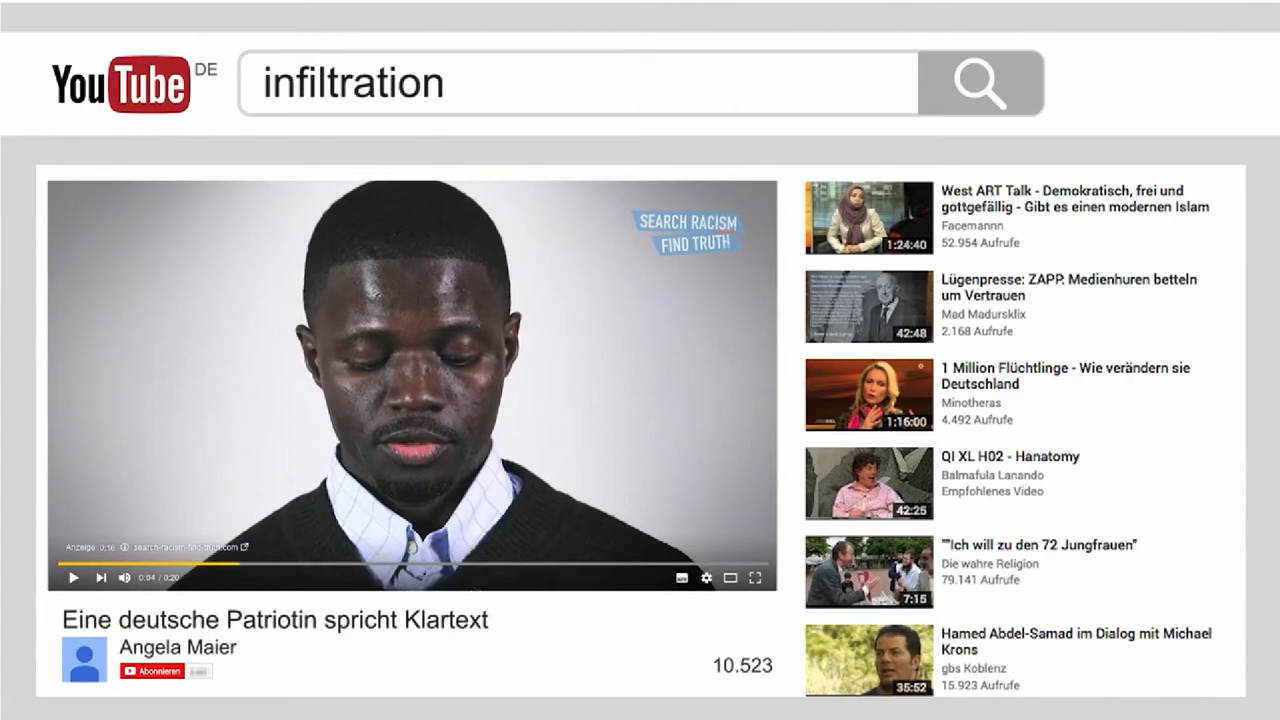 YouTube DE
infiltration
SEARCH RACISM
FIND TRUTH
Anzeige 0:16 search-racism-find-truth.com
0:04 / 0:20
Eine deutsche Patriotin spricht Klartext
Angela Maier
Abonnieren
10.523
West ART Talk - Demokratisch, frei und
gottgefällig - Gibt es einen modernen Islam
Facemannn
52.954 Aufrufe
1:24:40
Lügenpresse: ZAPP: Medienhuren betteln
um Vertrauen
Mad Madursklix
2.168 Aufrufe
42:48
1 Million Flüchtlinge - Wie verändern sie
Deutschland
Minotheras
4.492 Aufrufe
1:16:00
QI XL H02 - Hanatomy
Balmafula Lanando
Empfohlenes Video
42:25
""Ich will zu den 72 Jungfrauen"
Die wahre Religion
79.141 Aufrufe
7:15
Hamed Abdel-Samad im Dialog mit Michael
Krons
gbs Koblenz
15.923 Aufrufe
35:52